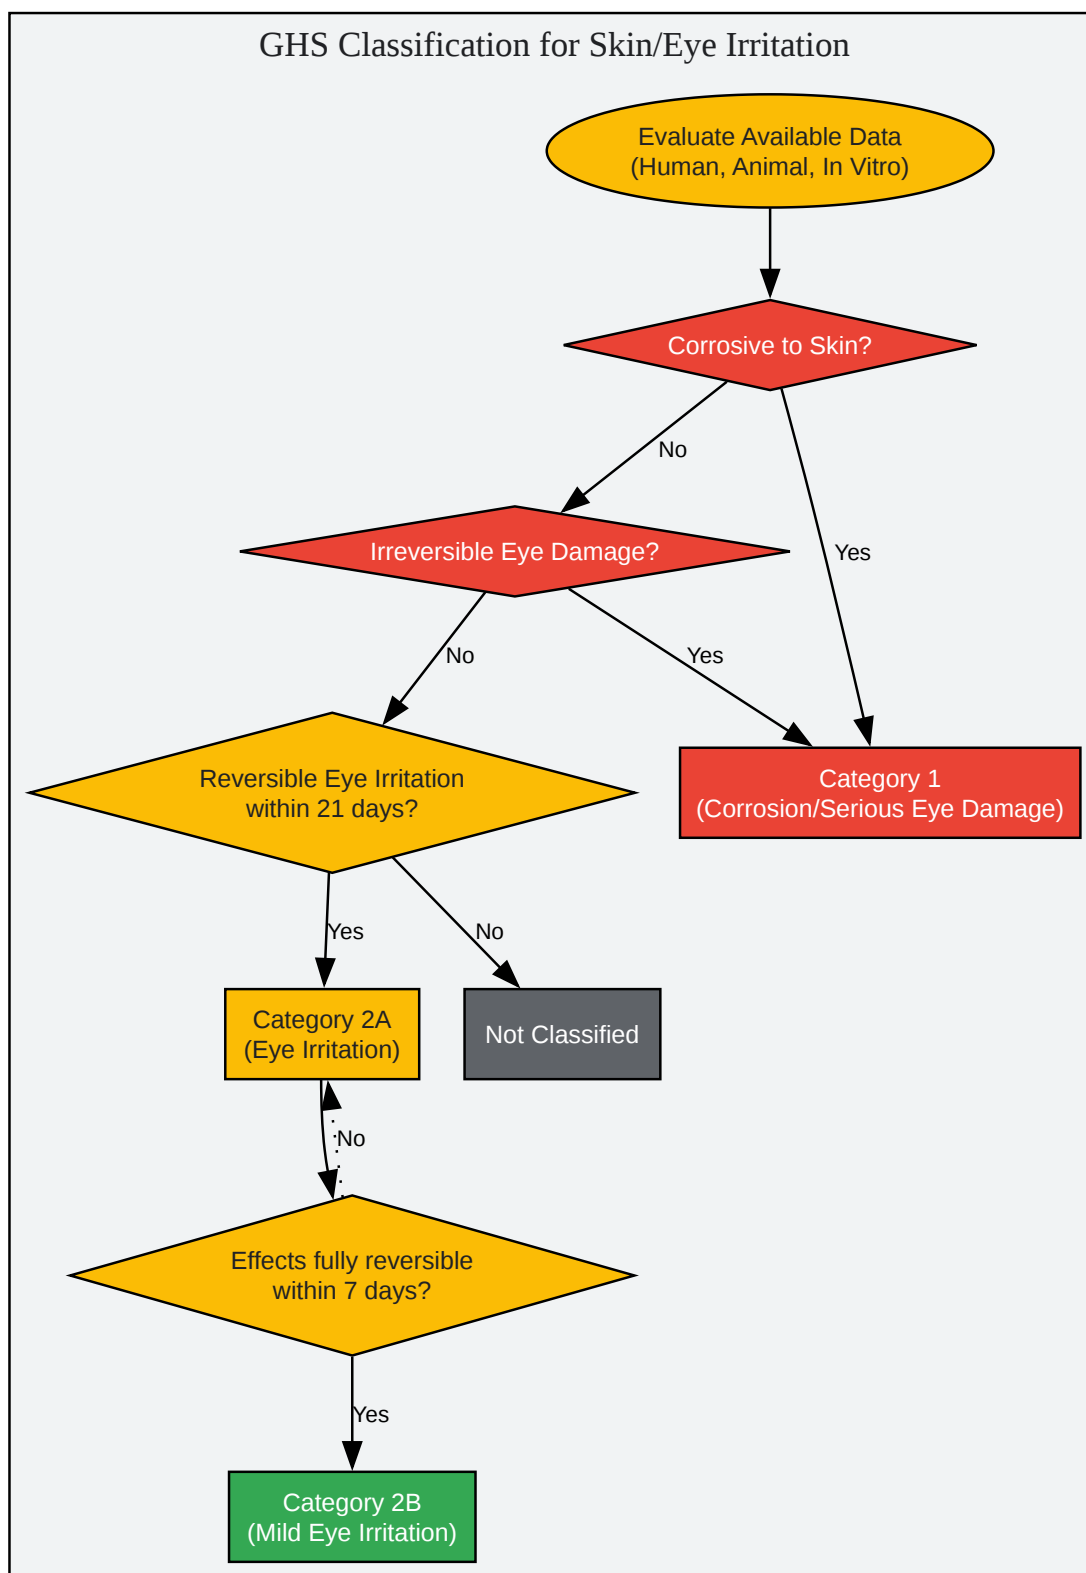 GHS Classification for Skin/Eye Irritation
Evaluate Available Data
(Human, Animal, In Vitro)
Corrosive to Skin?
No
Yes
Irreversible Eye Damage?
No
Yes
Reversible Eye Irritation
within 21 days?
Category 1
(Corrosion/Serious Eye Damage)
Yes
No
Category 2A
(Eye Irritation)
Not Classified
No
Effects fully reversible
within 7 days?
Yes
Category 2B
(Mild Eye Irritation)